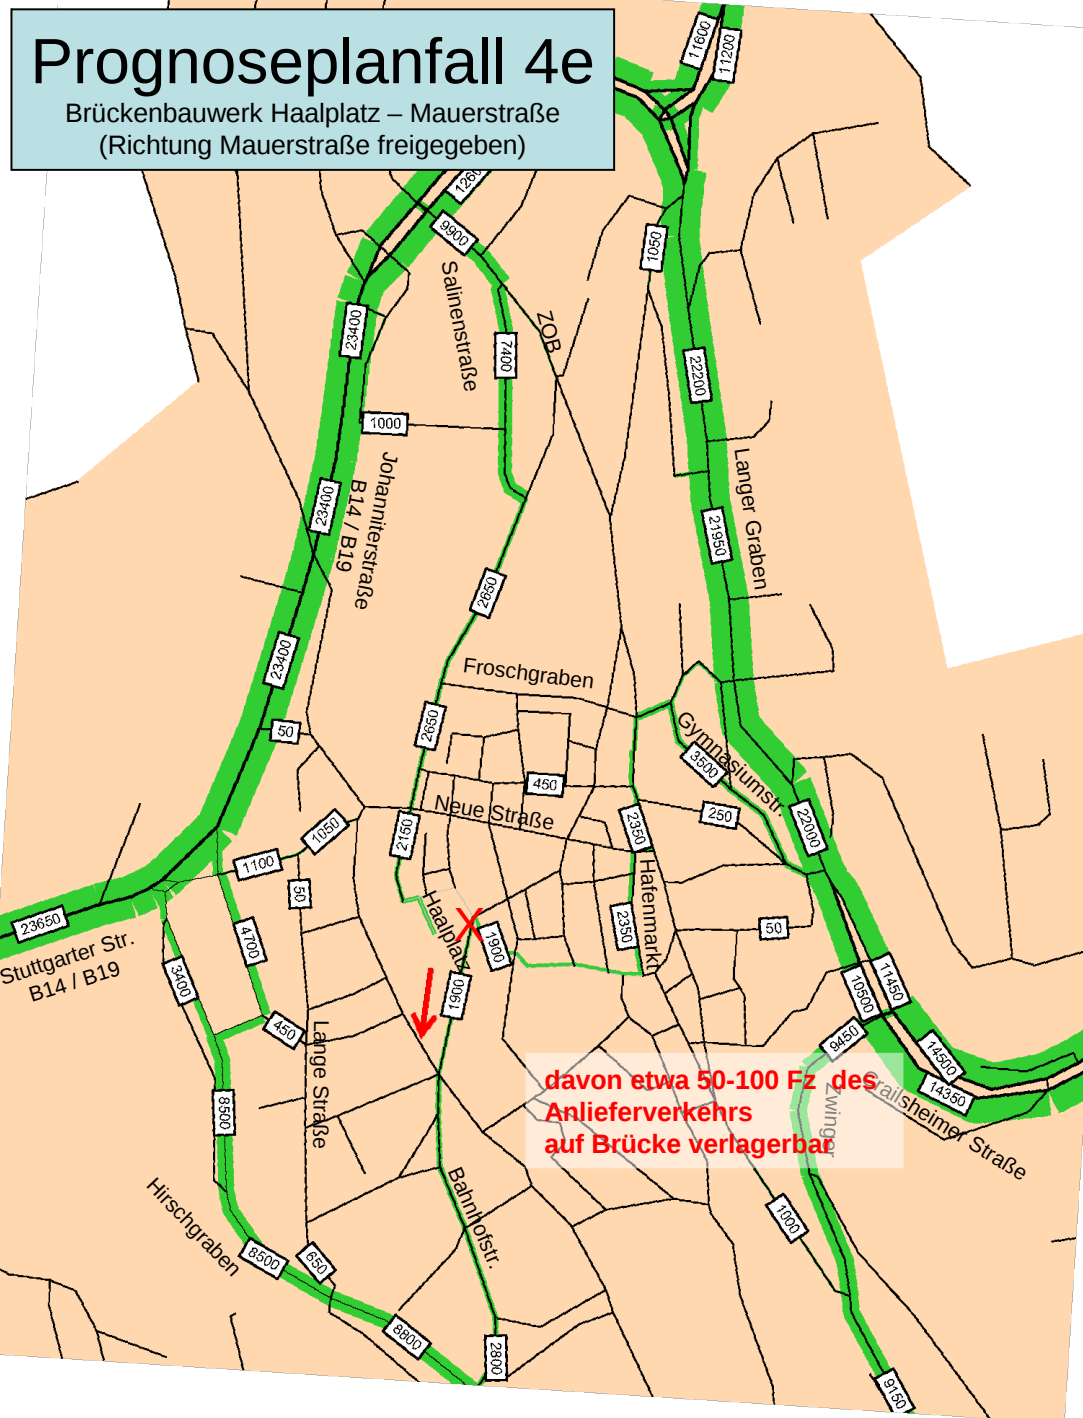 Prognoseplanfall 4e
Brückenbauwerk Haalplatz – Mauerstraße
(Richtung Mauerstraße freigegeben)
11600
11200
9900
1050
Salinenstraße
ZOB
23400
7400
22200
1000
Johanniterstraße
B14 / B19
Langer Graben
23400
21950
2650
23400
Froschgraben
2650
50
Gymnasiumstr.
3500
450
Neue Straße
250
2150
2350
22000
1050
1100
50
Haalplatz
Hafenmarkt
23650
Stuttgarter Str.
B14 / B19
4700
X
1900
2350
50
3400
1900
10500
11450
450
Lange Straße
9450
14500
14350
davon etwa 50-100 Fz des
Anlieferverkehrs
auf Brücke verlagerbar
Zwinger
Crailsheimer Straße
8500
Hirschgraben
Bahnhofstr.
1000
8500
650
8800
2800
9150